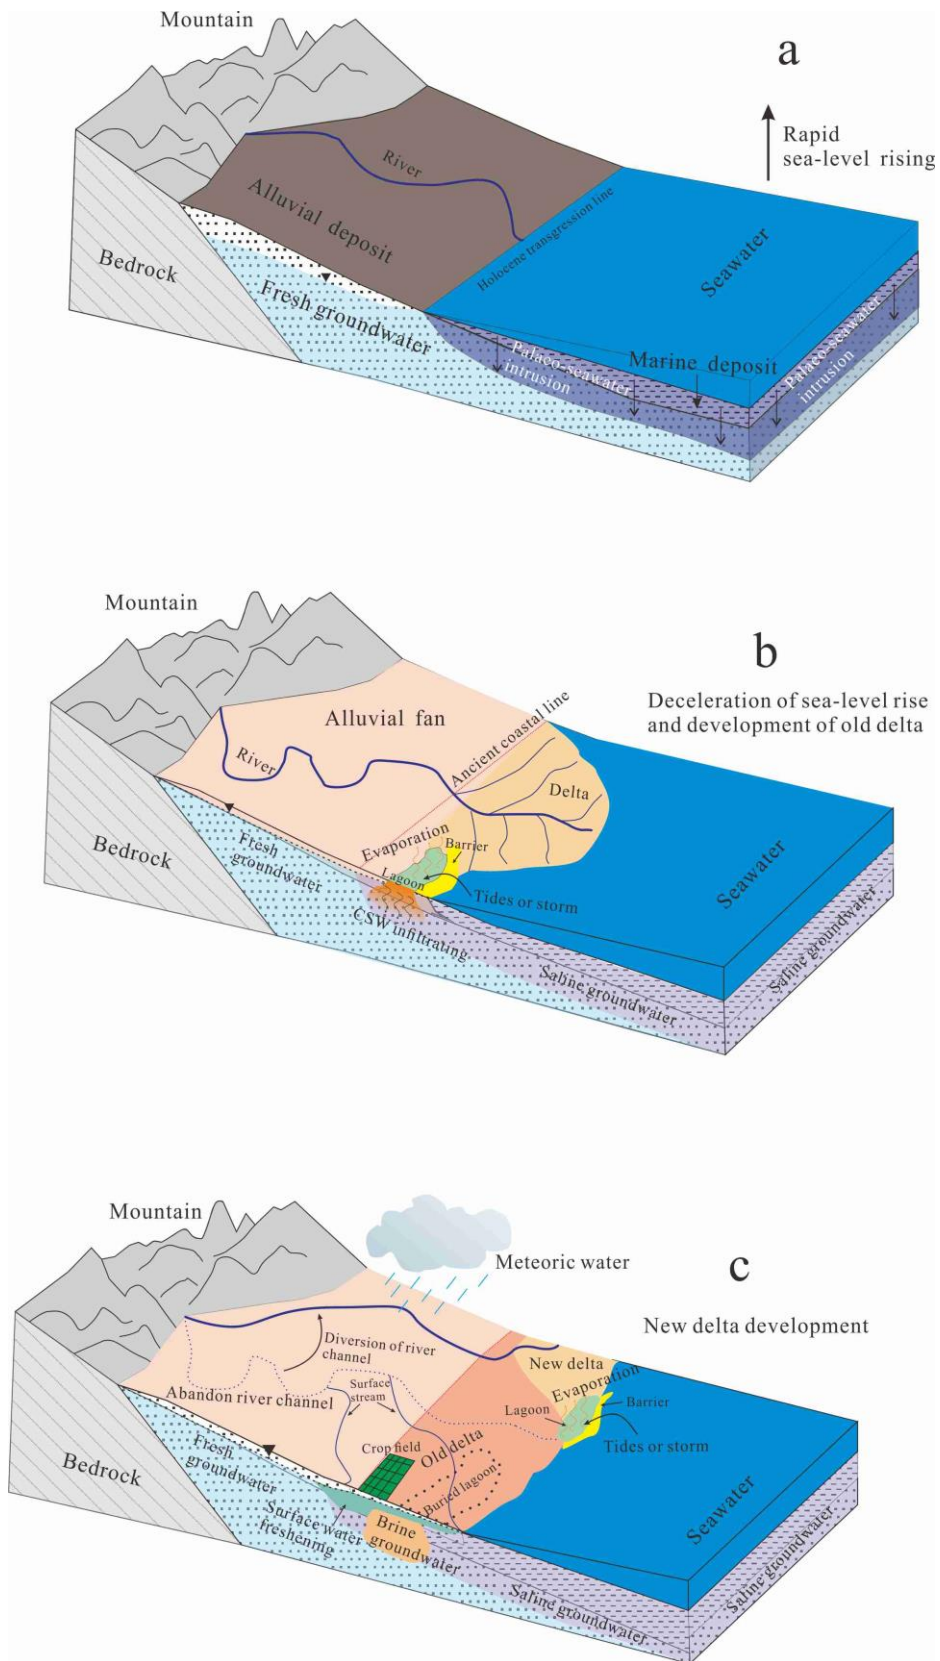 Mountain
a
Rapid
sea-level rising
River
Alluvial deposit
Holocene transgression line
Seawater
Bedrock
Fresh groundwater
Palaeo-seawater
intrusion
Marine deposit
Palaeo-seawater
intrusion
Mountain
b
Deceleration of sea-level rise
and development of old delta
Alluvial fan
Ancient coastal line
River
Delta
Evaporation
Barrier
Lagoon
Tides or storm
Fresh
groundwater
Bedrock
CSW infiltrating
Seawater
Saline groundwater
Saline groundwater
Mountain
Meteoric water
c
New delta development
Diversion of river
channel
Abandon river channel
Surface
stream
New delta
Evaporation
Lagoon
Barrier
Tides or storm
Crop field
Old delta
Buried lagoon
Bedrock
Fresh
groundwater
Surface water
freshening
Brine
groundwater
Saline groundwater
Seawater
Saline groundwater